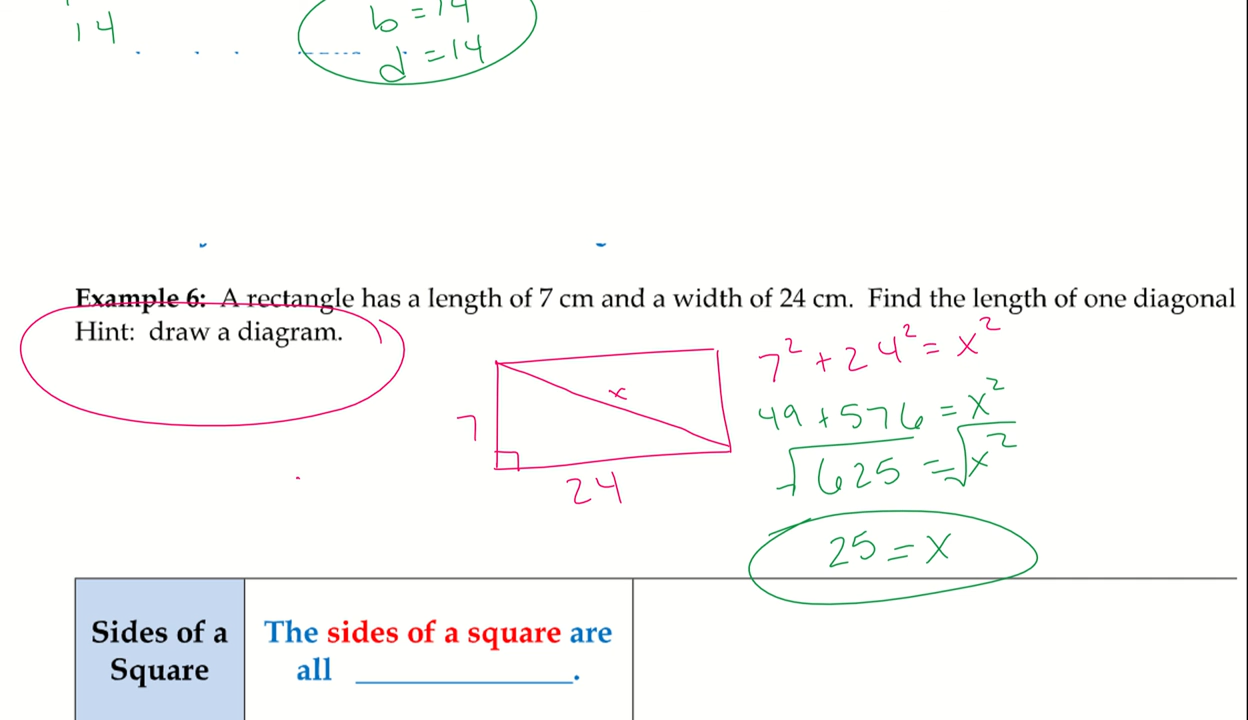 14
b = 14
d = 14
Example 6: A rectangle has a length of 7 cm and a width of 24 cm. Find the length of one diagonal
Hint: draw a diagram.
7
x
24
7² + 24² = x²
49 + 576 = x²
√625 = √x²
25 = x
Sides of a
Square
The sides of a square are
all _______________.